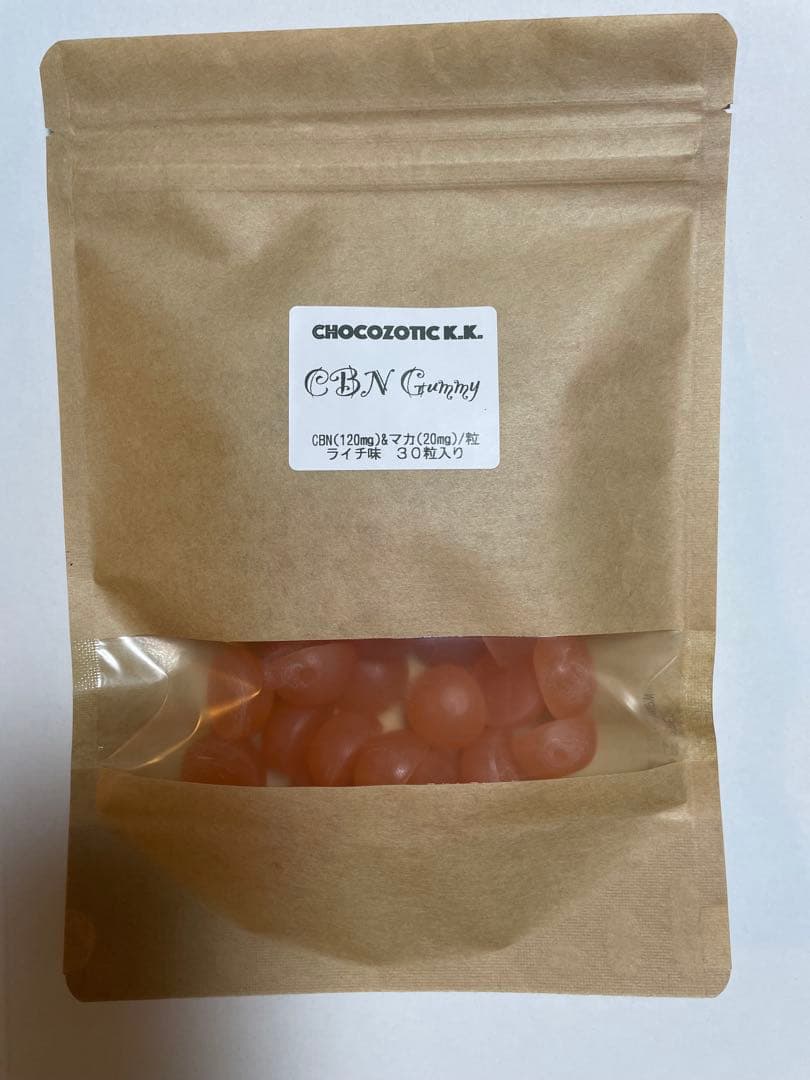 CHOCOZOTIC K.K.
CBN Gummy
CBN(120mg)&マカ(20mg)/粒
ライチ味　３０粒入り